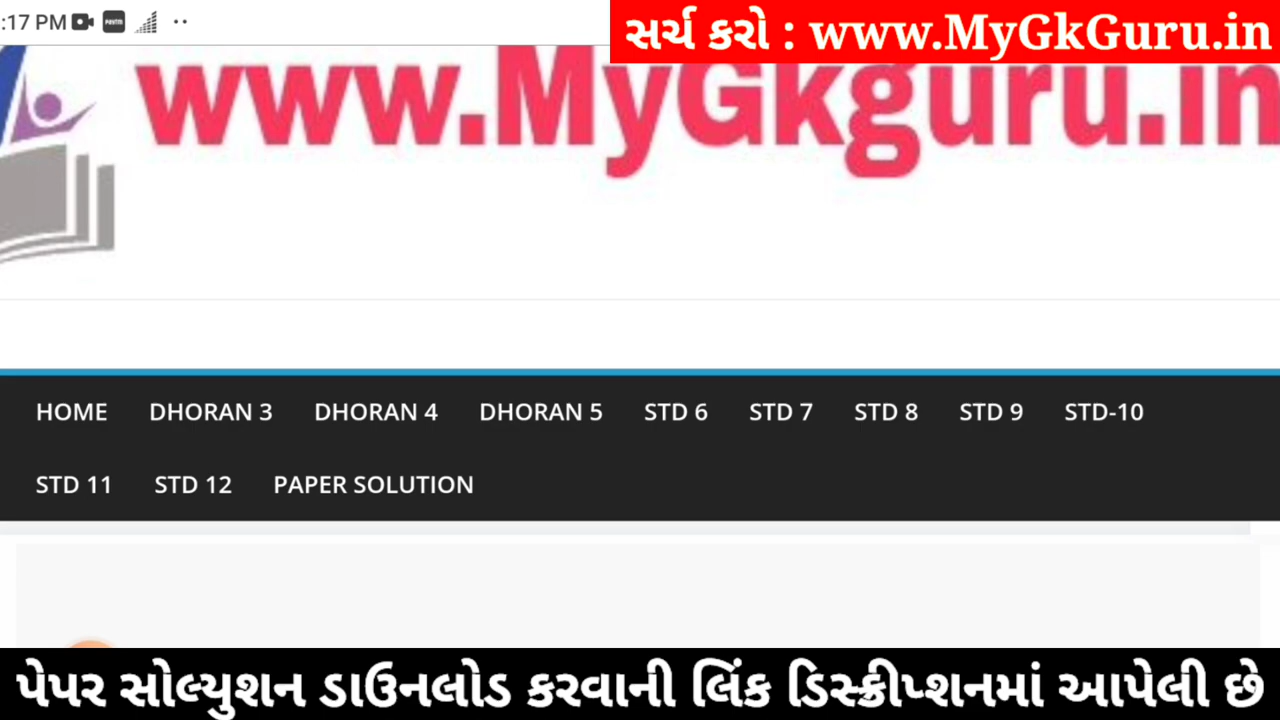 :17 PM
સર્ચ કરો : www.MyGkGuru.in
www.MyGkguru.in
HOME DHORAN 3 DHORAN 4 DHORAN 5 STD 6 STD 7 STD 8 STD 9 STD-10
STD 11 STD 12 PAPER SOLUTION
પેપર સોલ્યુશન ડાઉનલોડ કરવાની લિંક ડિસ્ક્રીપ્શનમાં આપેલી છે